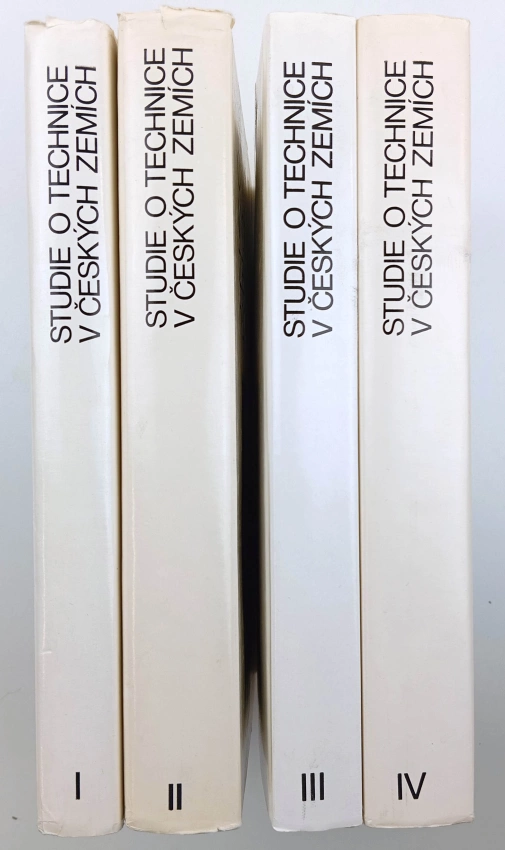 STUDIE O TECHNICE
V ČESKÝCH ZEMÍCH
I
STUDIE O TECHNICE
V ČESKÝCH ZEMÍCH
II
STUDIE O TECHNICE
V ČESKÝCH ZEMÍCH
III
STUDIE O TECHNICE
V ČESKÝCH ZEMÍCH
IV